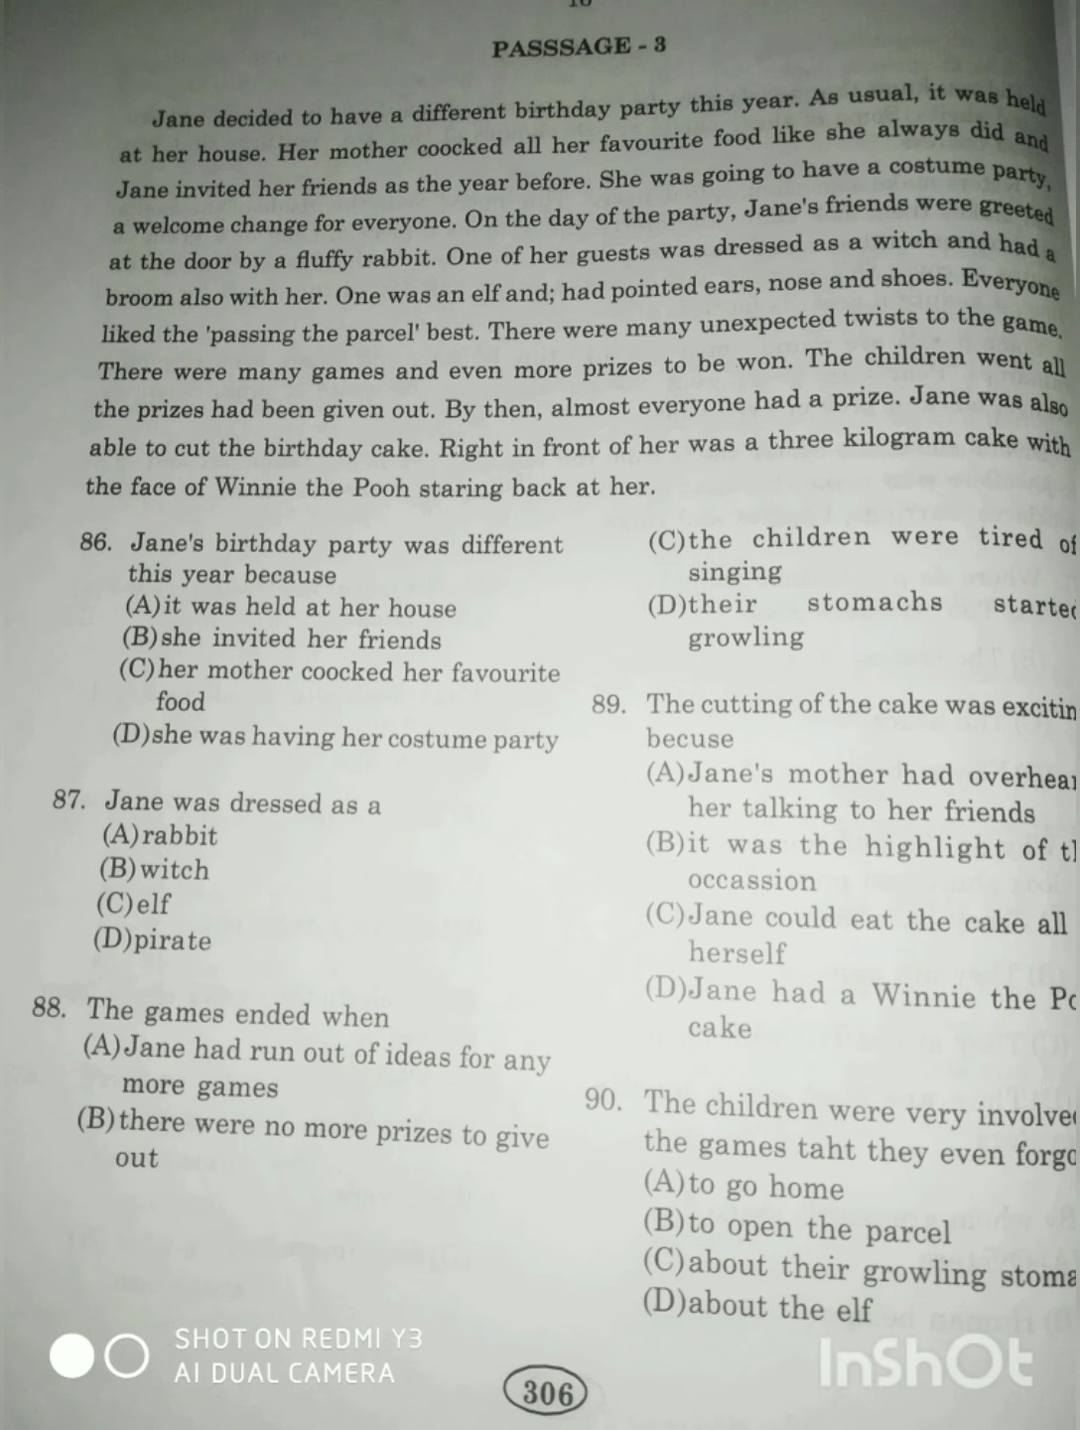 PASSSAGE - 3
Jane decided to have a different birthday party this year. As usual, it was held
at her house. Her mother coocked all her favourite food like she always did and
Jane invited her friends as the year before. She was going to have a costume party,
a welcome change for everyone. On the day of the party, Jane's friends were greeted
at the door by a fluffy rabbit. One of her guests was dressed as a witch and had a
broom also with her. One was an elf and; had pointed ears, nose and shoes. Everyone
liked the 'passing the parcel' best. There were many unexpected twists to the game.
There were many games and even more prizes to be won. The children went all
the prizes had been given out. By then, almost everyone had a prize. Jane was also
able to cut the birthday cake. Right in front of her was a three kilogram cake with
the face of Winnie the Pooh staring back at her.
86. Jane's birthday party was different
this year because
(A) it was held at her house
(B) she invited her friends
(C) her mother coocked her favourite
food
(D) she was having her costume party
87. Jane was dressed as a
(A) rabbit
(B) witch
(C) elf
(D) pirate
88. The games ended when
(A) Jane had run out of ideas for any
more games
(B) there were no more prizes to give
out
(C) the children were tired of
singing
(D) their stomachs started
growling
89. The cutting of the cake was excitin
becuse
(A) Jane's mother had overhear
her talking to her friends
(B) it was the highlight of th
occassion
(C) Jane could eat the cake all
herself
(D) Jane had a Winnie the Po
cake
90. The children were very involve
the games taht they even forgo
(A) to go home
(B) to open the parcel
(C) about their growling stoma
(D) about the elf
SHOT ON REDMI Y3
AI DUAL CAMERA
306
InShOt